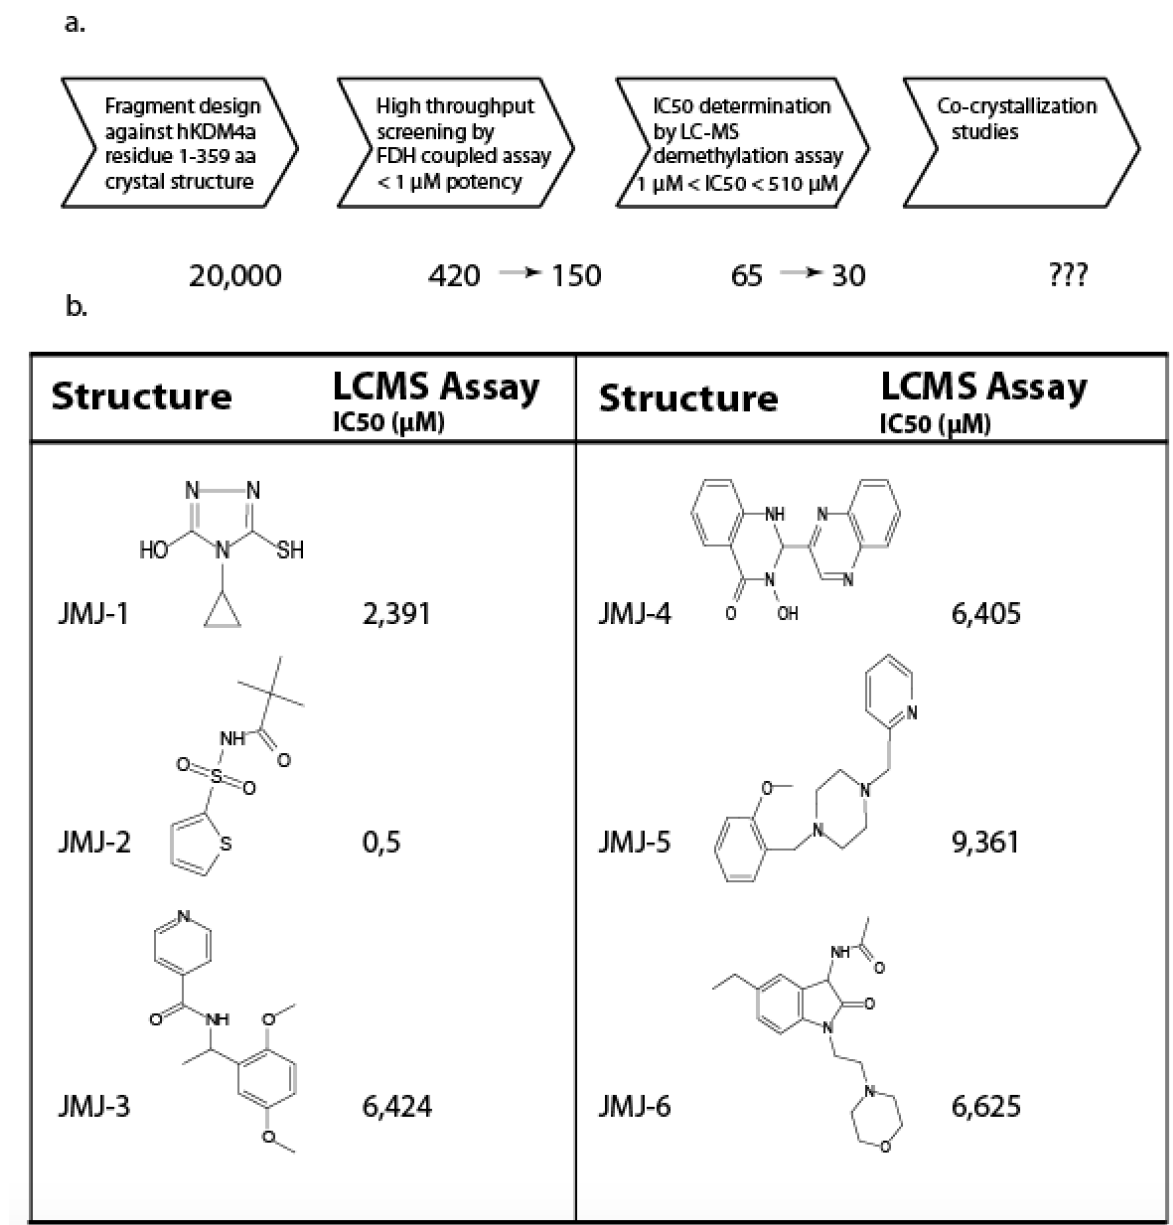 a.
Fragment design
against hKDM4a
residue 1-359 aa
crystal structure
High throughput
screening by
FDH coupled assay
< 1 µM potency
IC50 determination
by LC-MS
demethylation assay
1 µM < IC50 < 510 µM
Co-crystallization
studies
20,000
420 → 150
65 → 30
???
b.
Structure
LCMS Assay
IC50 (µM)
Structure
LCMS Assay
IC50 (µM)
N N
HO N SH
JMJ-1
2,391
NH N
N N
O OH
JMJ-4
6,405
NH
O
O S O
S
JMJ-2
0,5
N
O
N
N
JMJ-5
9,361
N
O NH O
O
JMJ-3
6,424
NH
O
O
N
N
O
JMJ-6
6,625